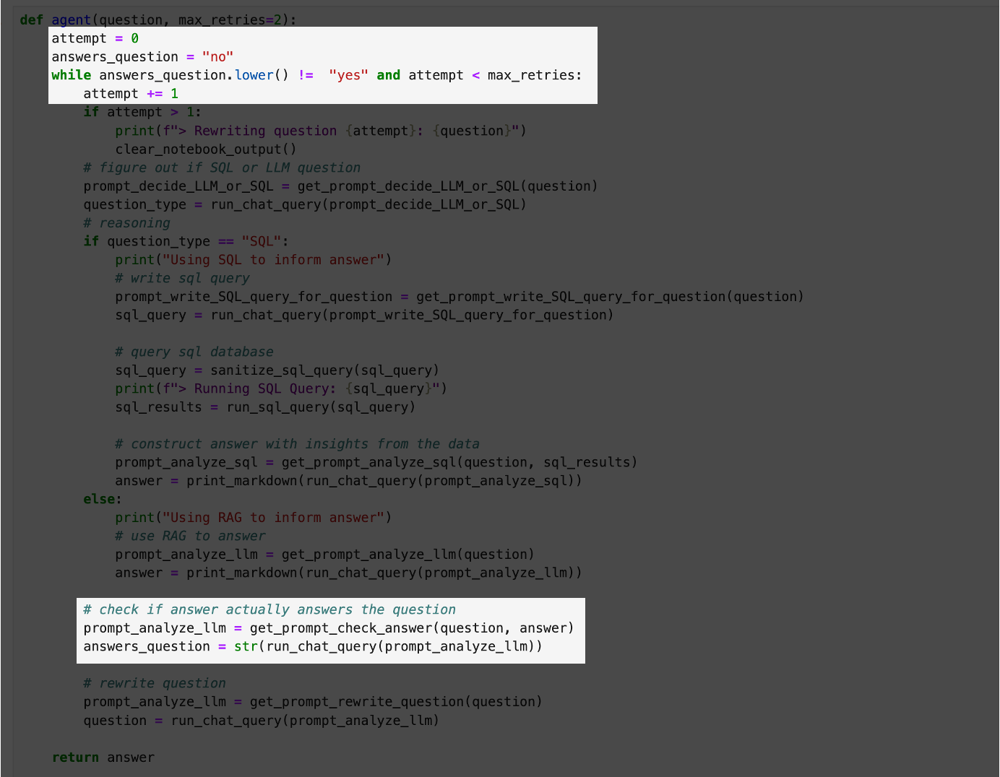 def agent(question, max_retries=2):
attempt = 0
answers_question = "no"
while answers_question.lower() !=  "yes" and attempt < max_retries:
attempt += 1
if attempt > 1:
print(f"> Rewriting question {attempt}: {question}")
clear_notebook_output()
# figure out if SQL or LLM question
prompt_decide_LLM_or_SQL = get_prompt_decide_LLM_or_SQL(question)
question_type = run_chat_query(prompt_decide_LLM_or_SQL)
# reasoning
if question_type == "SQL":
print("Using SQL to inform answer")
# write sql query
prompt_write_SQL_query_for_question = get_prompt_write_SQL_query_for_question(question)
sql_query = run_chat_query(prompt_write_SQL_query_for_question)
# query sql database
sql_query = sanitize_sql_query(sql_query)
print(f"> Running SQL Query: {sql_query}")
sql_results = run_sql_query(sql_query)
# construct answer with insights from the data
prompt_analyze_sql = get_prompt_analyze_sql(question, sql_results)
answer = print_markdown(run_chat_query(prompt_analyze_sql))
else:
print("Using RAG to inform answer")
# use RAG to answer
prompt_analyze_llm = get_prompt_analyze_llm(question)
answer = print_markdown(run_chat_query(prompt_analyze_llm))
# check if answer actually answers the question
prompt_analyze_llm = get_prompt_check_answer(question, answer)
answers_question = str(run_chat_query(prompt_analyze_llm))
# rewrite question
prompt_analyze_llm = get_prompt_rewrite_question(question)
question = run_chat_query(prompt_analyze_llm)
return answer